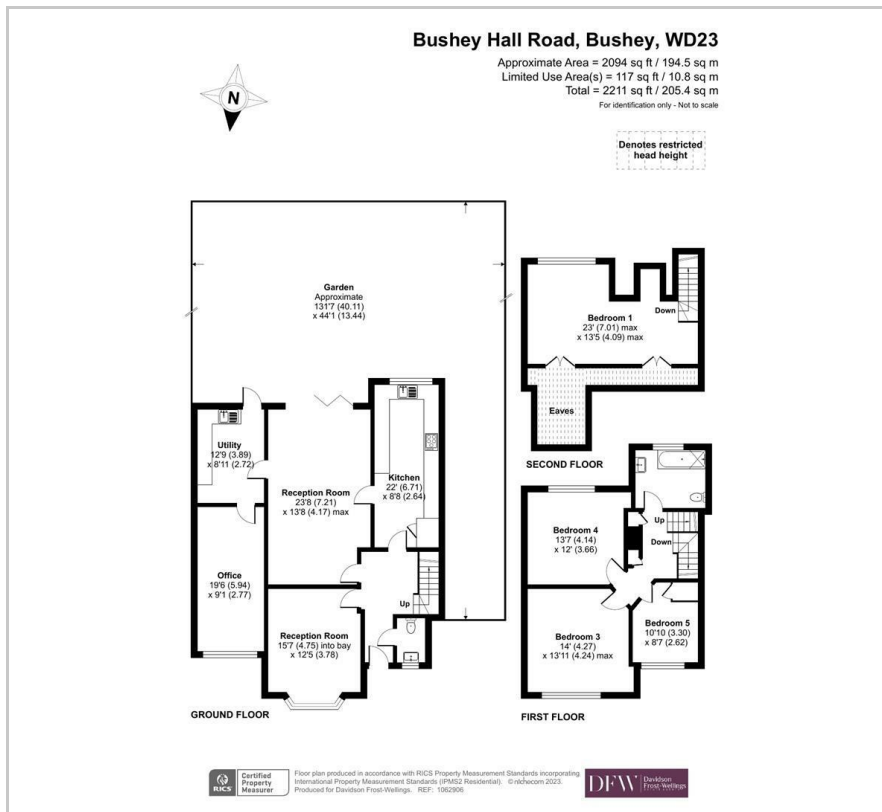 Bushey Hall Road, Bushey, WD23
Approximate Area = 2094 sq ft / 194.5 sq m
Limited Use Area(s) = 117 sq ft / 10.8 sq m
Total = 2211 sq ft / 205.4 sq m
For identification only - Not to scale
N
Denotes restricted
head height
Garden
Approximate
131'7 (40.11)
x 44'1 (13.44)
Utility
12'9 (3.89)
x 8'11 (2.72)
Reception Room
23'8 (7.21)
x 13'8 (4.17) max
Kitchen
22' (6.71)
x 8'8 (2.64)
Office
19'6 (5.94)
x 9'1 (2.77)
Up
Reception Room
15'7 (4.75) into bay
x 12'5 (3.78)
GROUND FLOOR
Bedroom 1
23' (7.01) max
x 13'5 (4.09) max
Down
Eaves
SECOND FLOOR
Bedroom 4
13'7 (4.14)
x 12' (3.66)
Up
Down
Bedroom 3
14' (4.27)
x 13'11 (4.24) max
Bedroom 5
10'10 (3.30)
x 8'7 (2.62)
FIRST FLOOR
RICS
Certified
Property
Measurer
Floor plan produced in accordance with RICS Property Measurement Standards incorporating
International Property Measurement Standards (IPMS2 Residential). © nichecom 2023.
Produced for Davidson Frost-Wellings. REF: 1062906
DFW
Davidson
Frost-Wellings